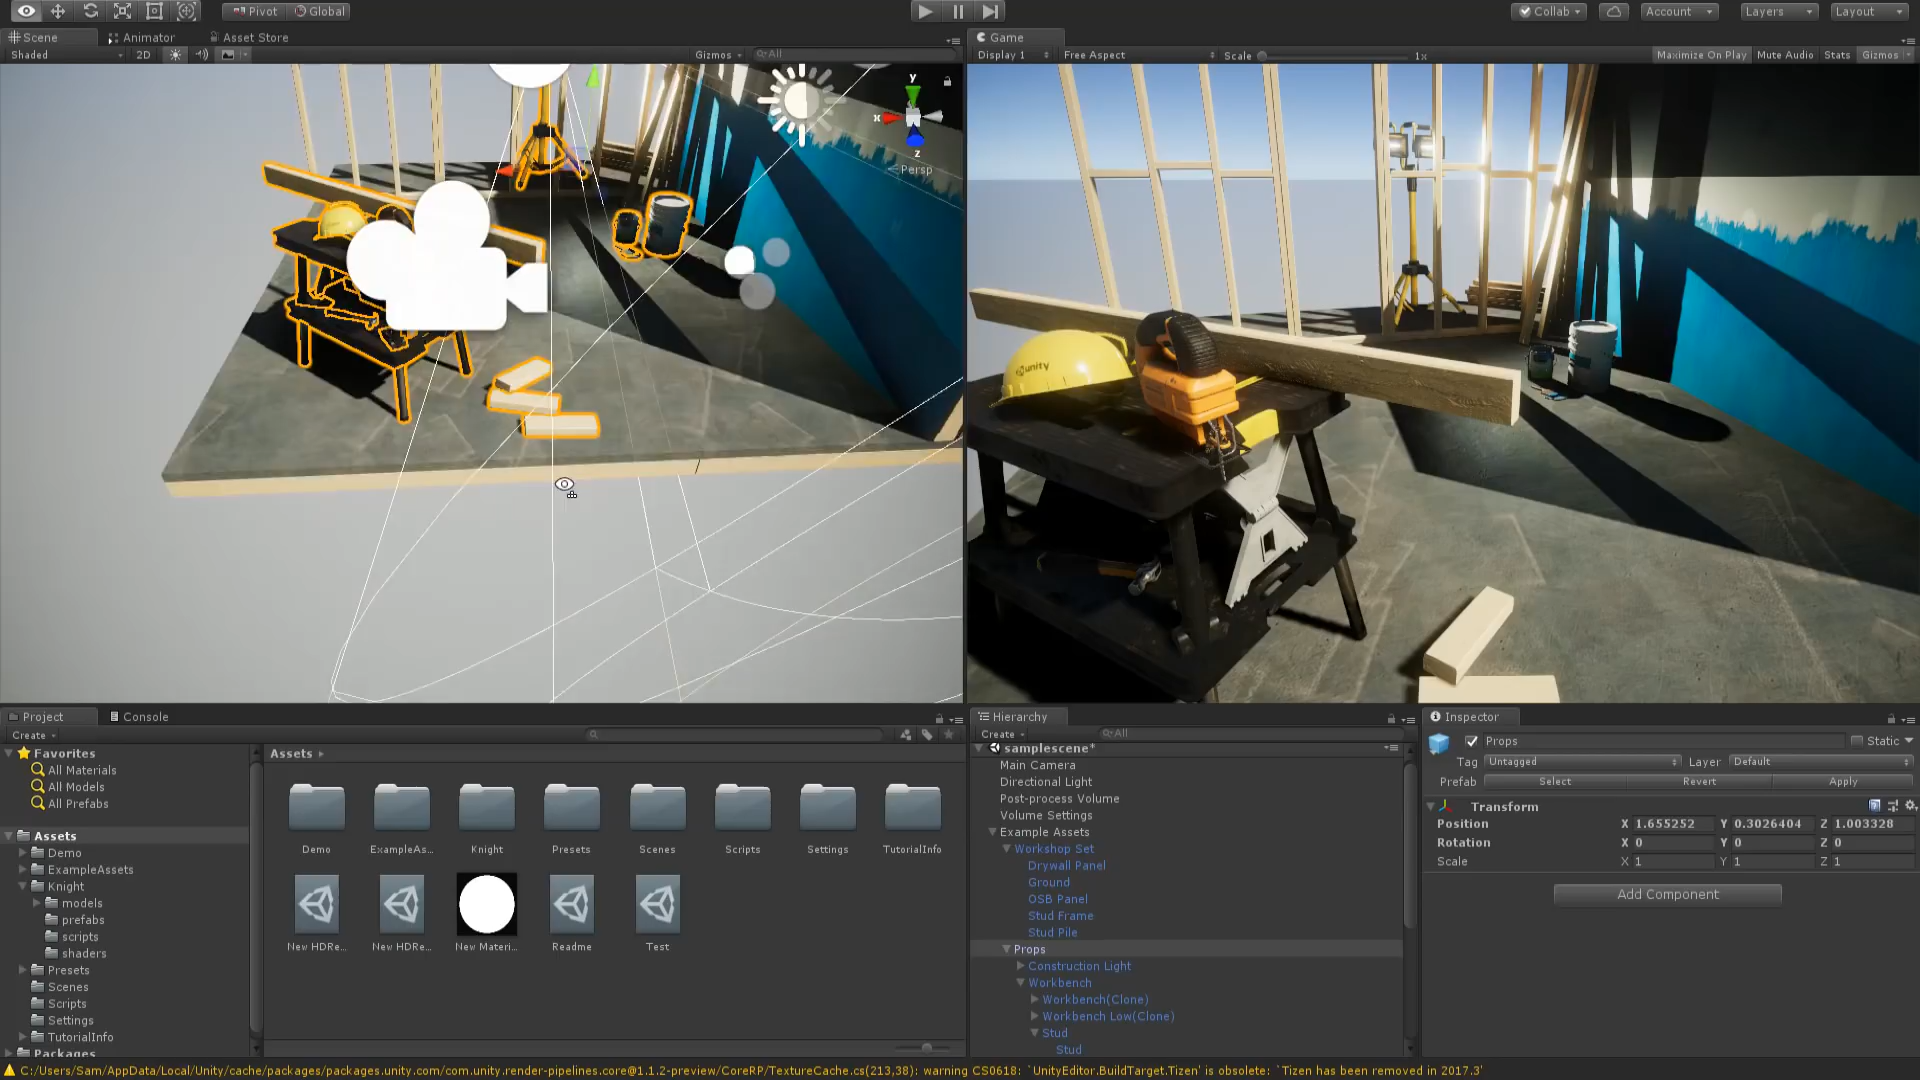 Pivot Global Collab Account Layers Layout
Scene Animator Asset Store Game
Shaded 2D Gizmos All Display 1 Free Aspect Scale 1x Maximize On Play Mute Audio Stats Gizmos
y
x
z
Persp
unity
Project Console Hierarchy Inspector
Create Create All Props Static
Favorites Assets samplescene*
All Materials Main Camera Tag Untagged Layer Default
All Models Directional Light Prefab Select Revert Apply
All Prefabs Post-process Volume Transform
Volume Settings Position X 1.655252 Y 0.3026404 Z 1.003328
Assets Example Assets Rotation X 0 Y 0 Z 0
Demo ExampleAs... Knight Presets Scenes Scripts Settings TutorialInfo Workshop Set Scale X 1 Y 1 Z 1
Demo Drywall Panel
ExampleAssets Ground
Knight OSB Panel Add Component
models Stud Frame
prefabs Stud Pile
scripts New HDRe... New HDRe... New Materi... Readme Test Props
shaders Construction Light
Presets Workbench
Scenes Workbench(Clone)
Scripts Workbench Low(Clone)
Settings Stud
TutorialInfo Stud
Packages
C:/Users/Sam/AppData/Local/Unity/cache/packages/packages.unity.com/com.unity.render-pipelines.core@1.1.2-preview/CoreRP/TextureCache.cs(213,38): warning CS0618: `UnityEditor.BuildTarget.Tizen' is obsolete: `Tizen has been removed in 2017.3'